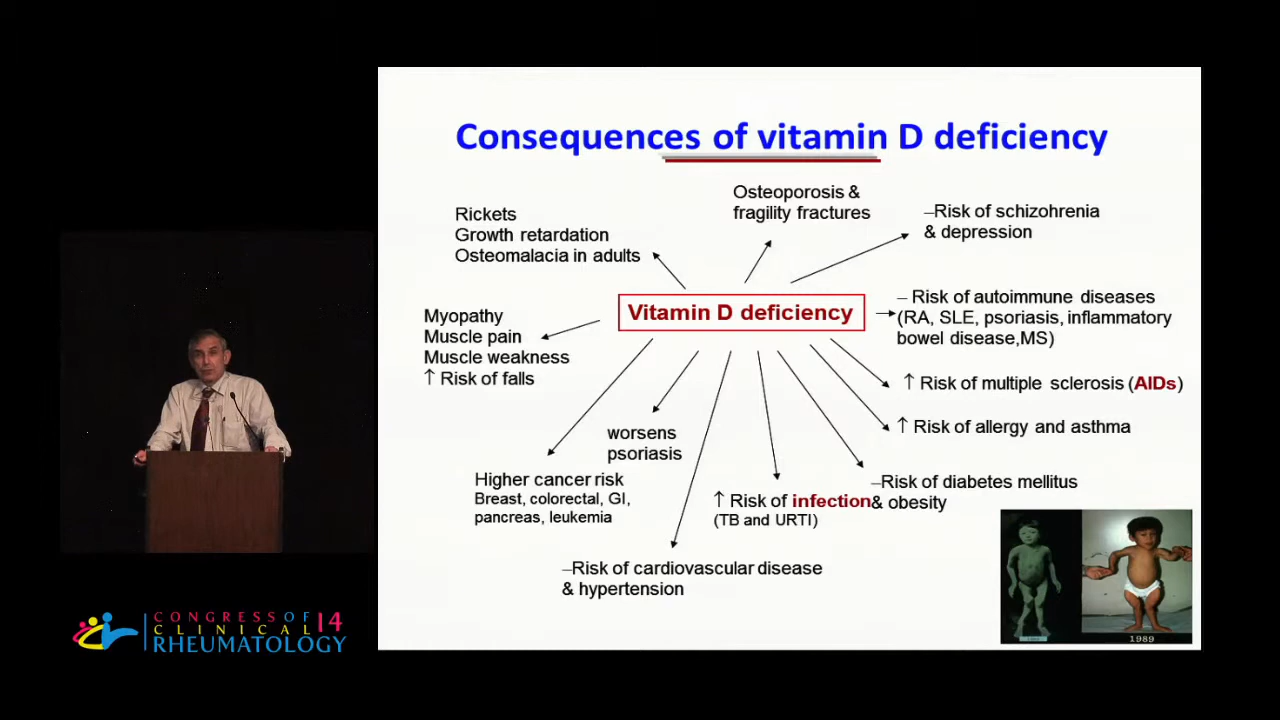 Consequences of vitamin D deficiency
Osteoporosis &
fragility fractures
Rickets
Growth retardation
Osteomalacia in adults
–Risk of schizohrenia
& depression
Vitamin D deficiency
– Risk of autoimmune diseases
(RA, SLE, psoriasis, inflammatory
bowel disease,MS)
Myopathy
Muscle pain
Muscle weakness
↑ Risk of falls
↑ Risk of multiple sclerosis (AIDs)
↑ Risk of allergy and asthma
worsens
psoriasis
Higher cancer risk
Breast, colorectal, GI,
pancreas, leukemia
↑ Risk of infection
(TB and URTI)
–Risk of diabetes mellitus
& obesity
–Risk of cardiovascular disease
& hypertension
1989
CONGRESS OF 14
CLINICAL
RHEUMATOLOGY